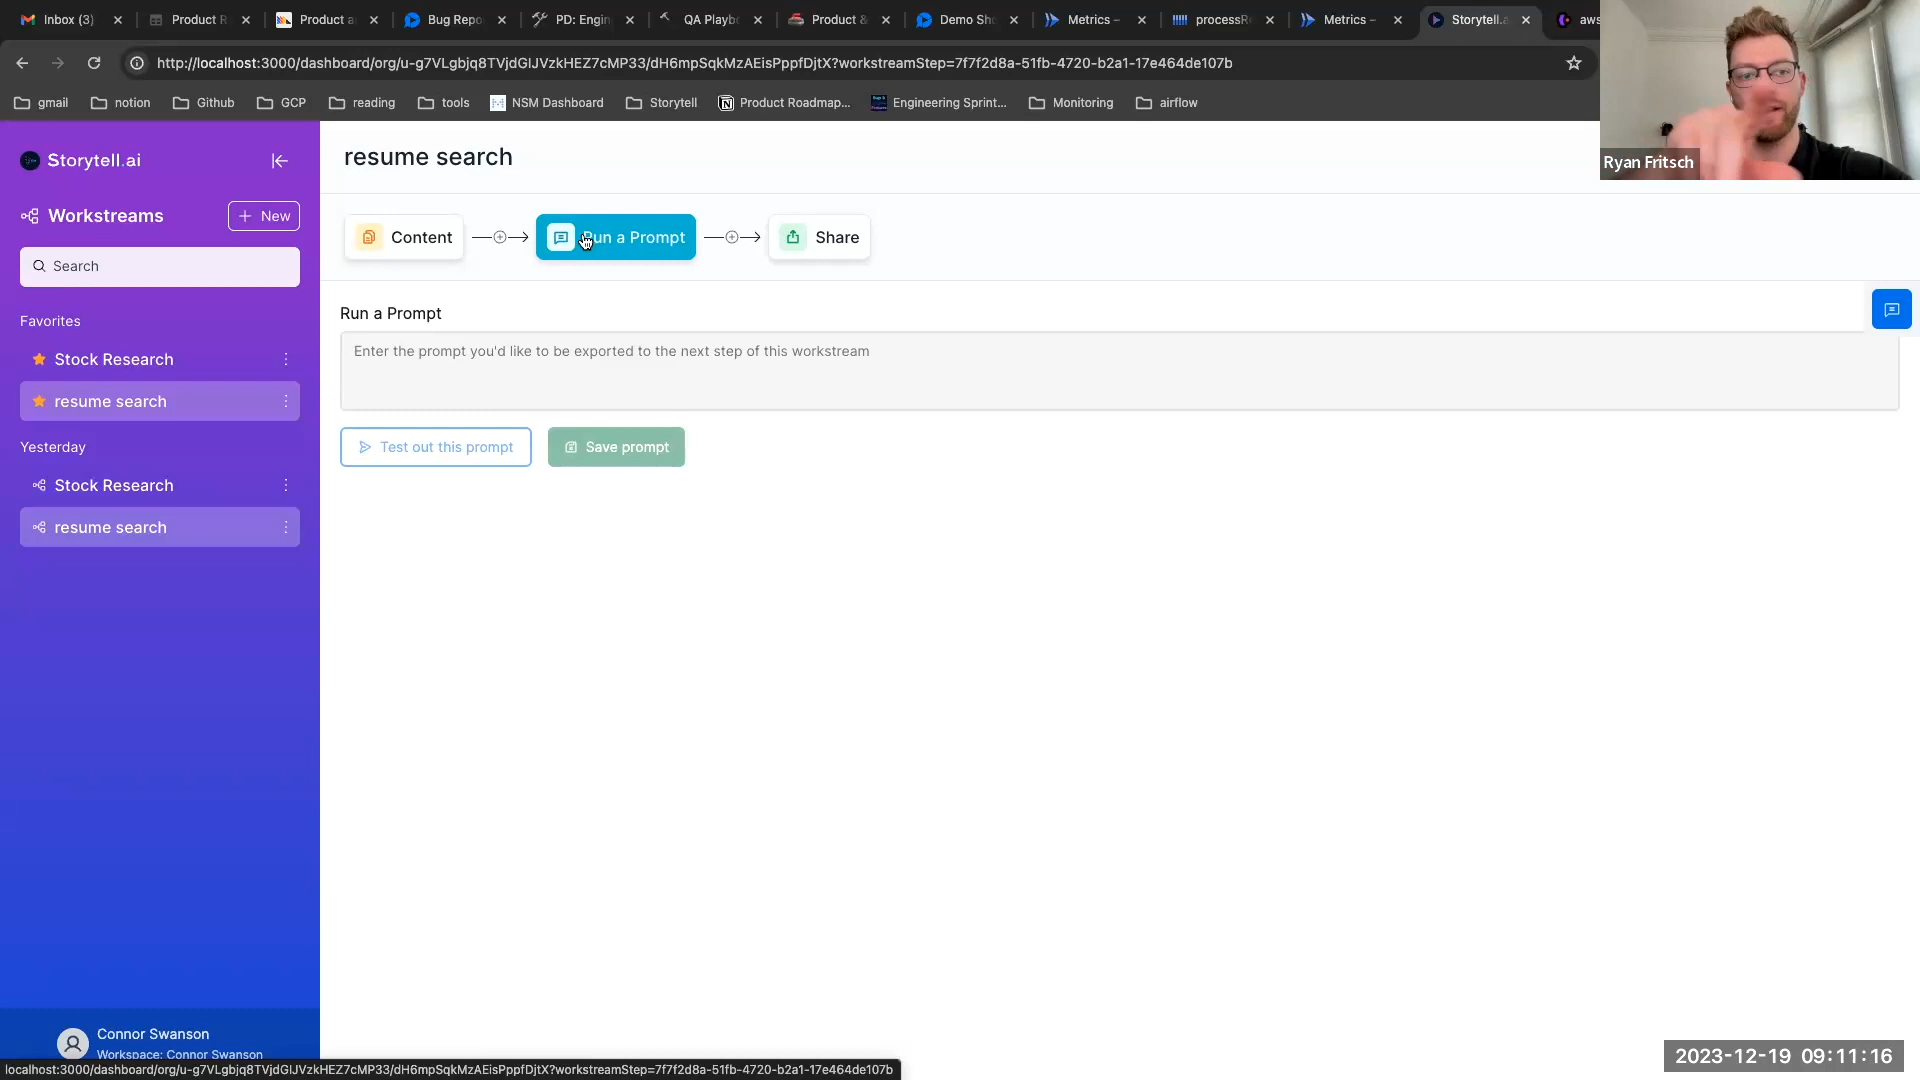 Inbox (3)
Product R
Product a
Bug Repo
PD: Engin
QA Playbo
Product &
Demo Sh
Metrics -
processR
Metrics -
Storytell.a
aws
http://localhost:3000/dashboard/org/u-g7VLgbjq8TVjdGIJVzkHEZ7cMP33/dH6mpSqkMzAEisPppfDjtX?workstreamStep=7f7f2d8a-51fb-4720-b2a1-17e464de107b
gmail
notion
Github
GCP
reading
tools
NSM Dashboard
Storytell
Product Roadmap...
Engineering Sprint...
Monitoring
airflow
Ryan Fritsch
Storytell.ai
Workstreams
New
Search
Favorites
Stock Research
resume search
Yesterday
Stock Research
resume search
Connor Swanson
Workspace: Connor Swanson
resume search
Content
Run a Prompt
Share
Run a Prompt
Enter the prompt you'd like to be exported to the next step of this workstream
Test out this prompt
Save prompt
localhost:3000/dashboard/org/u-g7VLgbjq8TVjdGIJVzkHEZ7cMP33/dH6mpSqkMzAEisPppfDjtX?workstreamStep=7f7f2d8a-51fb-4720-b2a1-17e464de107b
2023-12-19 09:11:16